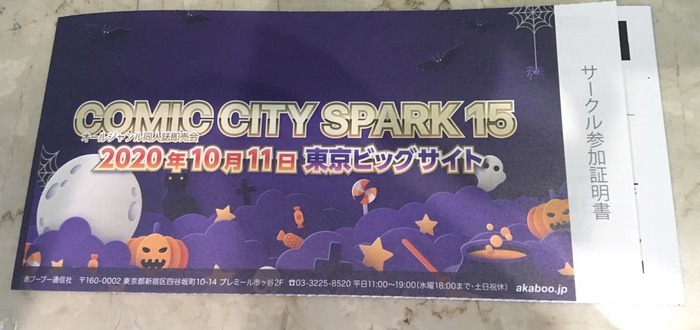 COMIC CITY SPARK 15
オールジャンル同人誌即売会
2020年10月11日 東京ビッグサイト
赤ブーブー通信社 〒160-0002 東京都新宿区四谷坂町10-14 プレミール市ヶ谷2F ☎03-3225-8520 平日11:00~19:00(水曜18:00まで・土日祝休) akaboo.jp
サークル参加証明書